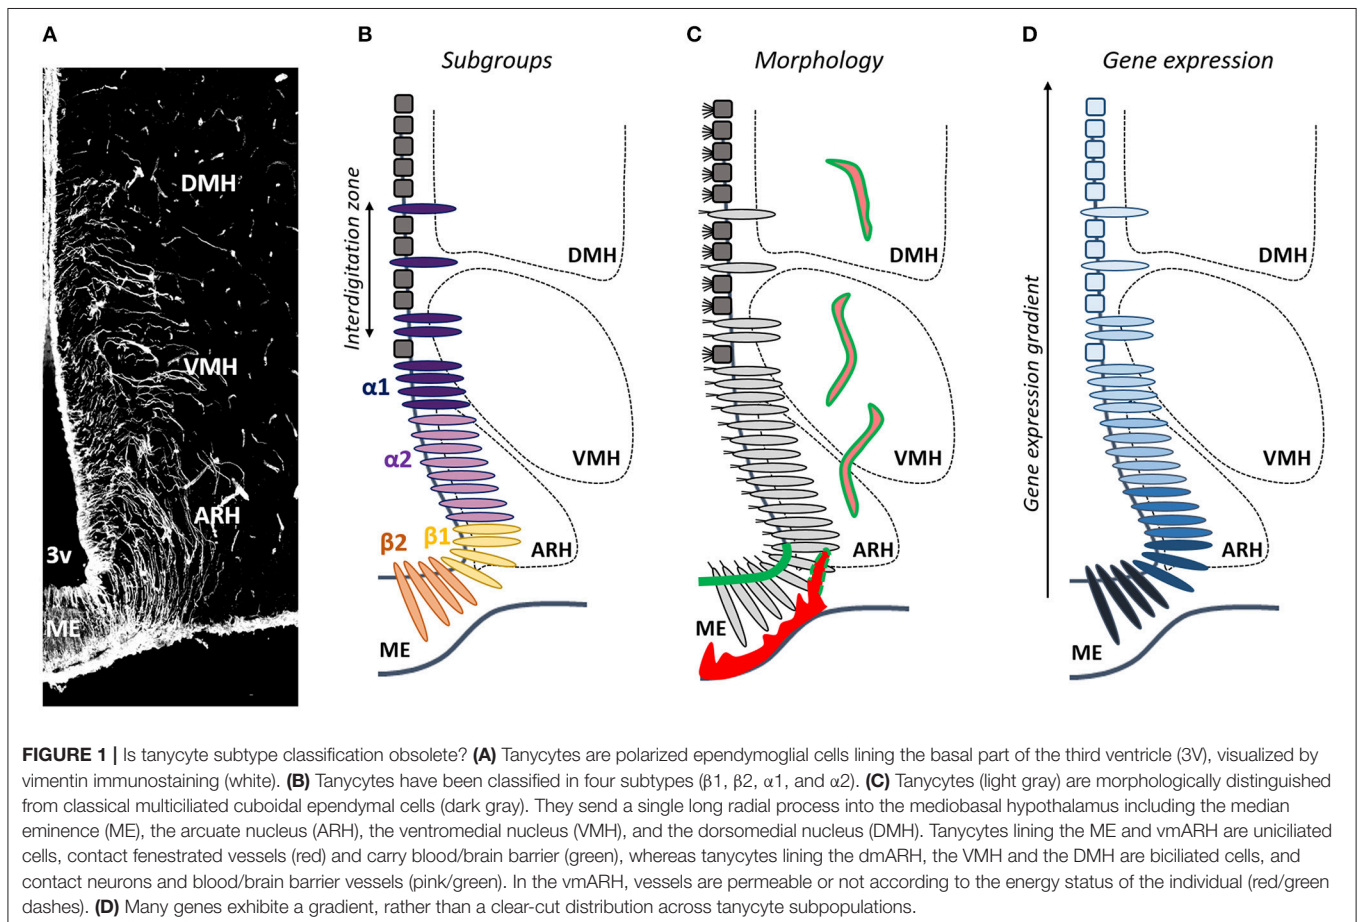 A
B
C
D
Subgroups
Morphology
Gene expression
DMH
VMH
ARH
3v
ME
Interdigitation zone
DMH
α1
α2
VMH
β2
β1
ARH
ME
DMH
VMH
ARH
ME
Gene expression gradient
DMH
VMH
ARH
ME
FIGURE 1 | Is tanycyte subtype classification obsolete? (A) Tanycytes are polarized ependymoglial cells lining the basal part of the third ventricle (3V), visualized by
vimentin immunostaining (white). (B) Tanycytes have been classified in four subtypes (β1, β2, α1, and α2). (C) Tanycytes (light gray) are morphologically distinguished
from classical multiciliated cuboidal ependymal cells (dark gray). They send a single long radial process into the mediobasal hypothalamus including the median
eminence (ME), the arcuate nucleus (ARH), the ventromedial nucleus (VMH), and the dorsomedial nucleus (DMH). Tanycytes lining the ME and vmARH are uniciliated
cells, contact fenestrated vessels (red) and carry blood/brain barrier (green), whereas tanycytes lining the dmARH, the VMH and the DMH are biciliated cells, and
contact neurons and blood/brain barrier vessels (pink/green). In the vmARH, vessels are permeable or not according to the energy status of the individual (red/green
dashes). (D) Many genes exhibit a gradient, rather than a clear-cut distribution across tanycyte subpopulations.